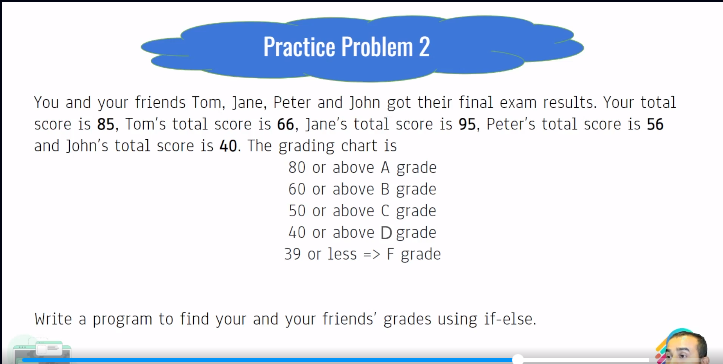 Practice Problem 2
You and your friends Tom, Jane, Peter and John got their final exam results. Your total
score is 85, Tom's total score is 66, Jane's total score is 95, Peter's total score is 56
and John's total score is 40. The grading chart is
80 or above A grade
60 or above B grade
50 or above C grade
40 or above D grade
39 or less => F grade
Write a program to find your and your friends' grades using if-else.